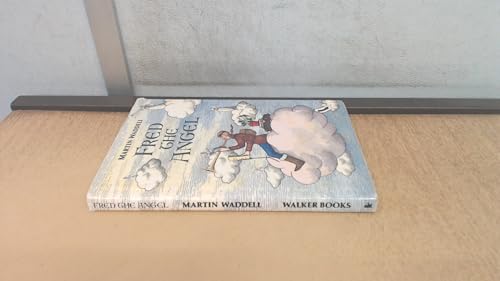 MARTIN WADDELL
FRED
THE
ANGEL
FRED THE ANGEL MARTIN WADDELL WALKER BOOKS